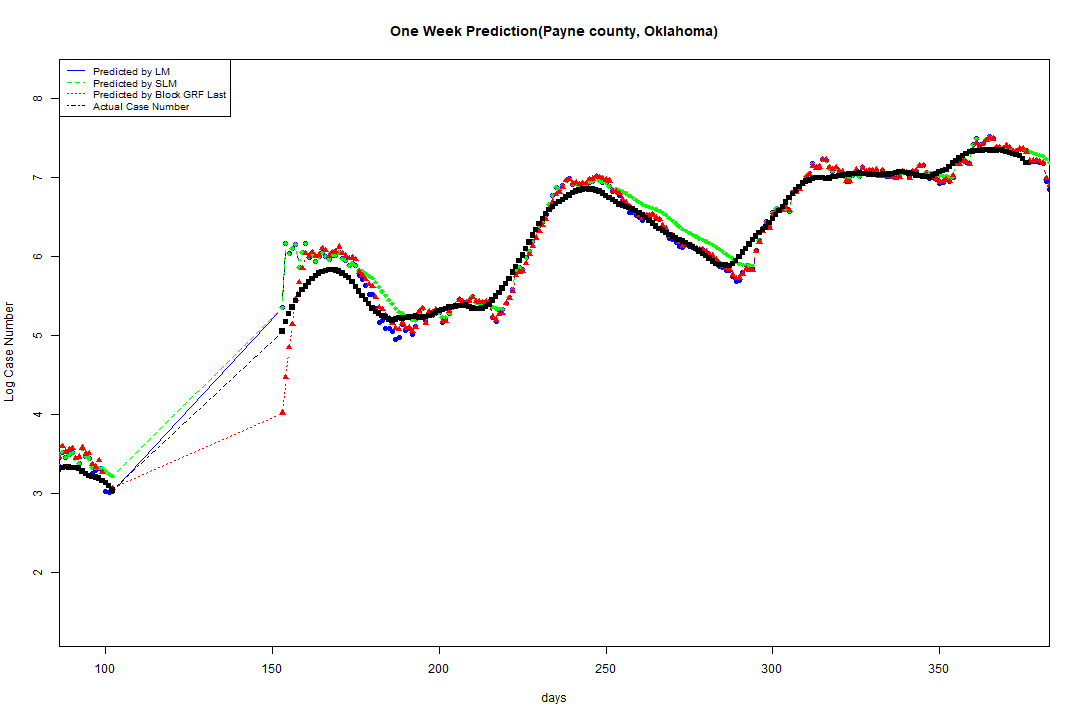 One Week Prediction(Payne county, Oklahoma)
Predicted by LM
Predicted by SLM
Predicted by Block GRF Last
Actual Case Number
8
7
6
5
4
3
2
Log Case Number
100 150 200 250 300 350
days